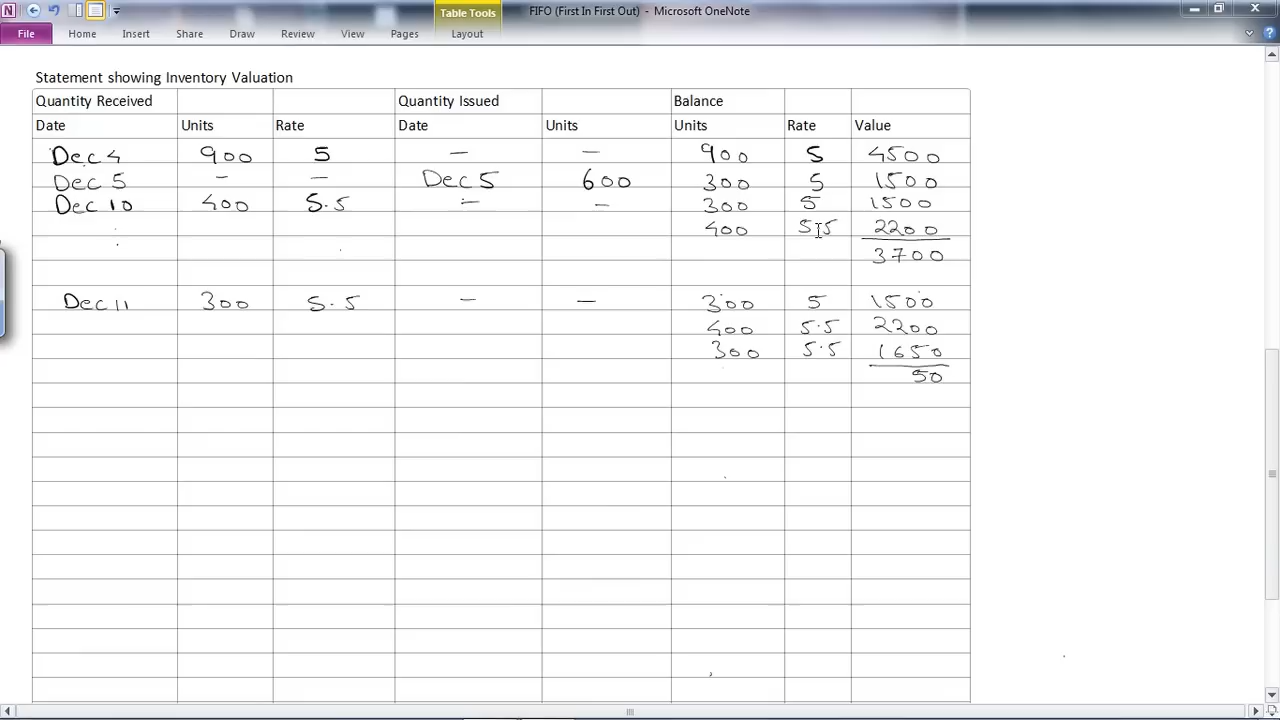 FIFO (First In First Out) - Microsoft OneNote
Table Tools
File Home Insert Share Draw Review View Pages Layout
Statement showing Inventory Valuation
Quantity Received Quantity Issued Balance
Date Units Rate Date Units Units Rate Value
Dec 4 900 5 — — 900 5 4500
Dec 5 - — Dec 5 600 300 5 1500
Dec 10 400 5.5 - - 300 5 1500
400 5.5 2200
3700
Dec 11 300 5.5 — — 300 5 1500
400 5.5 2200
300 5.5 1650
50